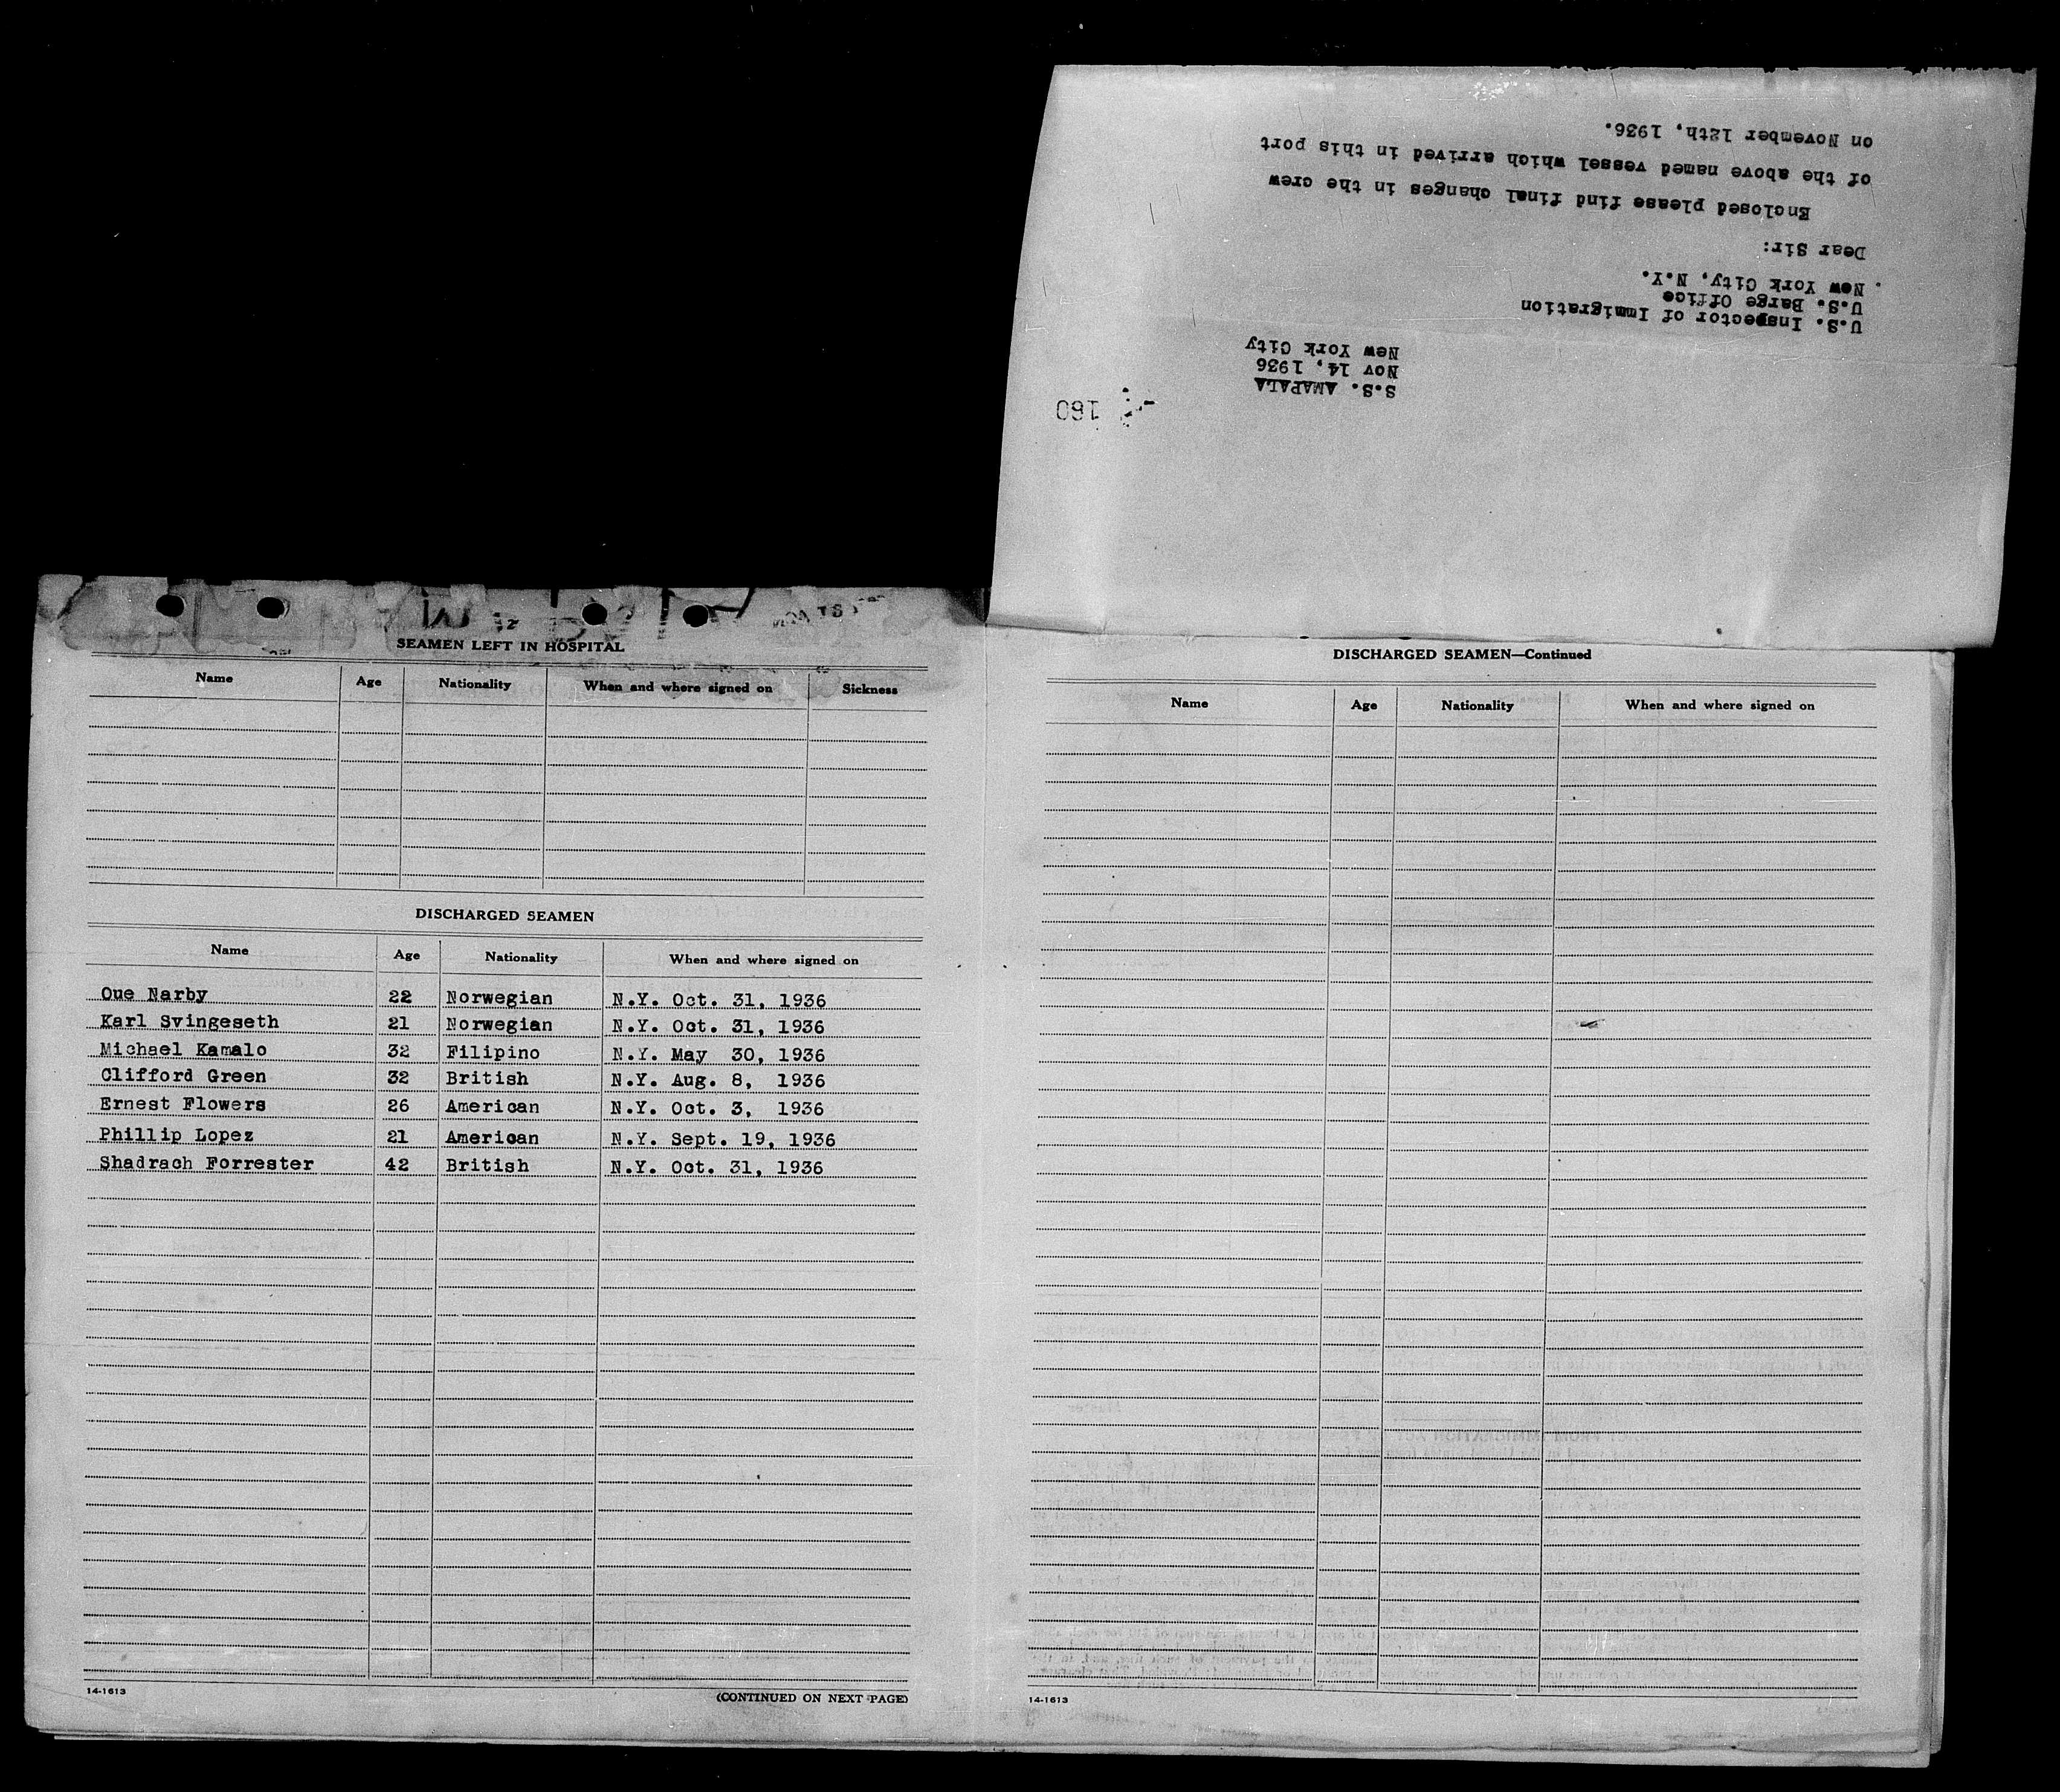 160
S.S. AMAPALA
Nov 14, 1936
New York City
U.S. Inspector of Immigration
U.S. Barge Office
New York City, N.Y.
Dear Sir:
Enclosed please find final changes in the crew
of the above named vessel which arrived in this port
on November 12th, 1936.
SEAMEN LEFT IN HOSPITAL
Name Age Nationality When and where signed on Sickness
DISCHARGED SEAMEN
Name Age Nationality When and where signed on
Oue Narby 22 Norwegian N.Y. Oct. 31, 1936
Karl Svingeseth 21 Norwegian N.Y. Oct. 31, 1936
Michael Kamalo 32 Filipino N.Y. May 30, 1936
Clifford Green 32 British N.Y. Aug. 8, 1936
Ernest Flowers 26 American N.Y. Oct. 3, 1936
Phillip Lopez 21 American N.Y. Sept. 19, 1936
Shadrach Forrester 42 British N.Y. Oct. 31, 1936
14-1613
(CONTINUED ON NEXT PAGE)
DISCHARGED SEAMEN—Continued
Name Age Nationality When and where signed on
14-1613